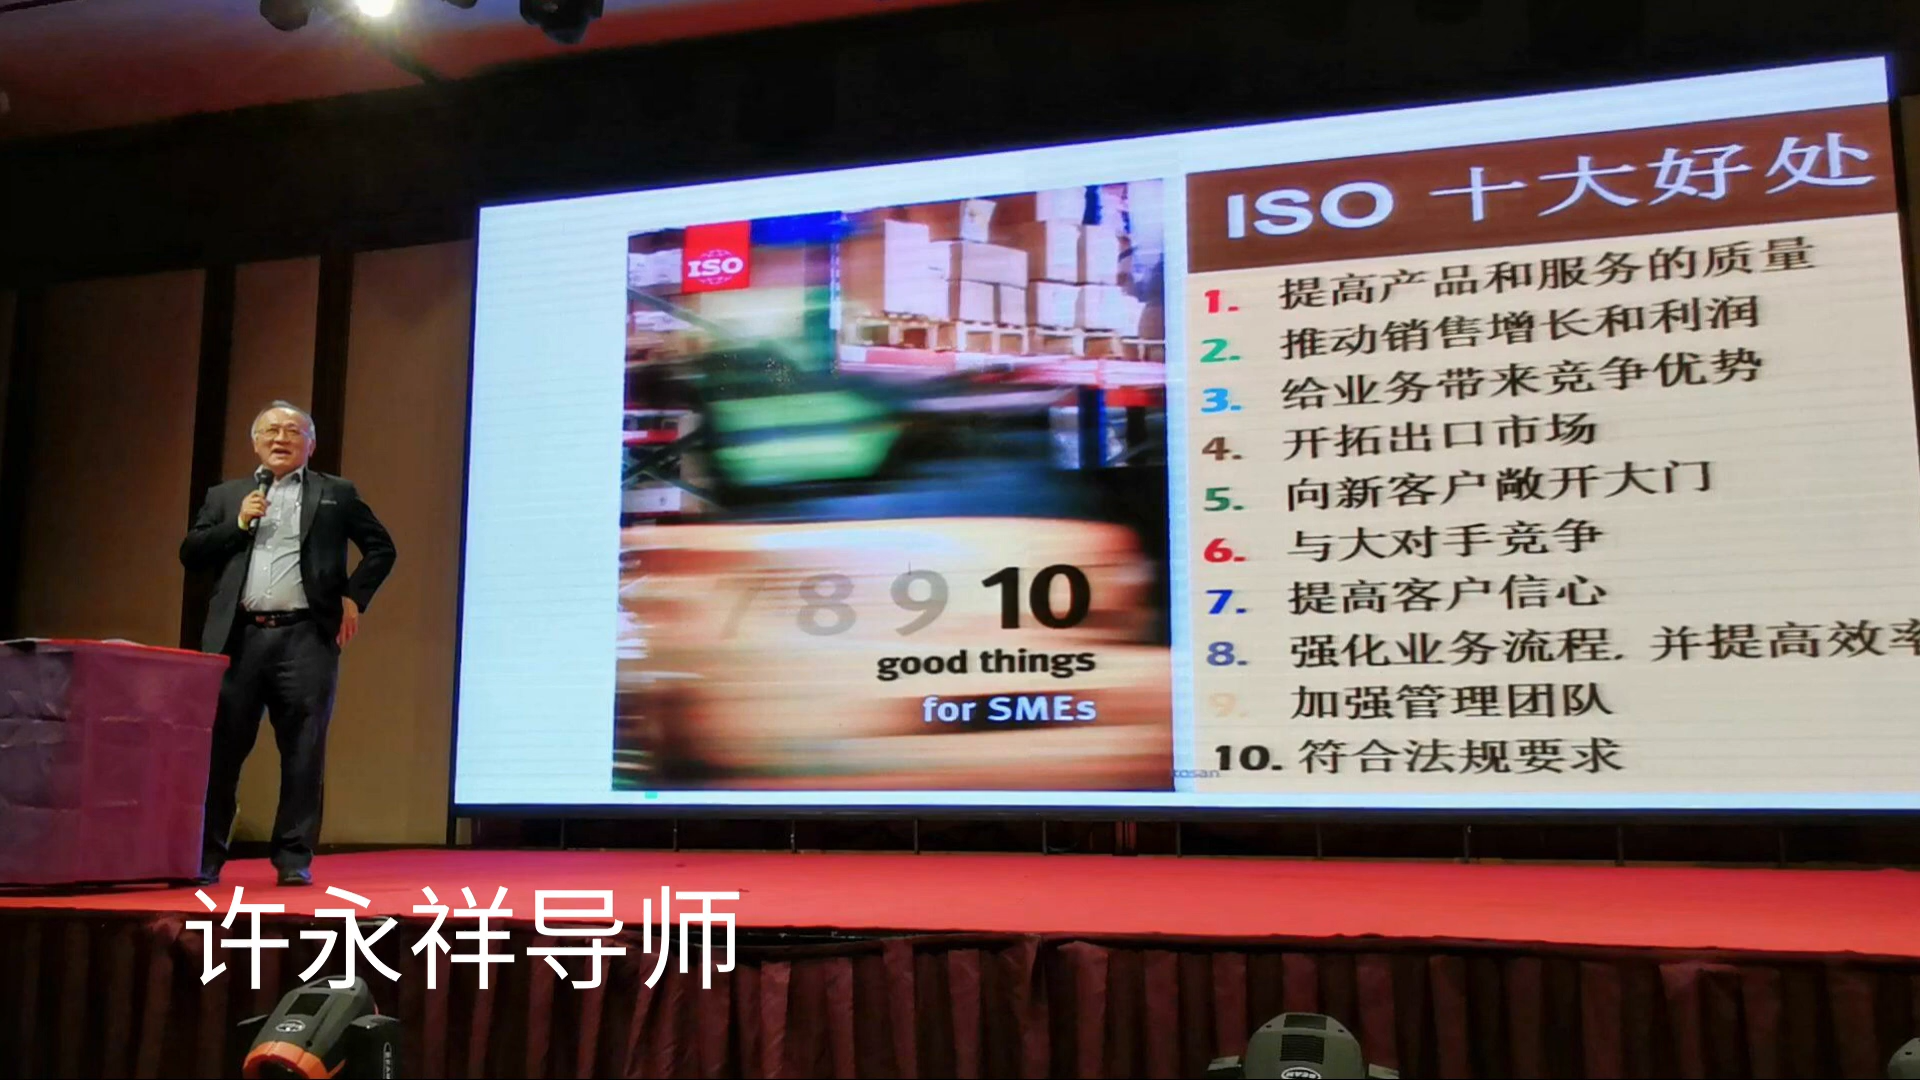 ISO
7 8 9 10
good things
for SMEs
ISO 十大好处
1. 提高产品和服务的质量
2. 推动销售增长和利润
3. 给业务带来竞争优势
4. 开拓出口市场
5. 向新客户敞开大门
6. 与大对手竞争
7. 提高客户信心
8. 强化业务流程. 并提高效率
9. 加强管理团队
10. 符合法规要求
许永祥导师
BEAM